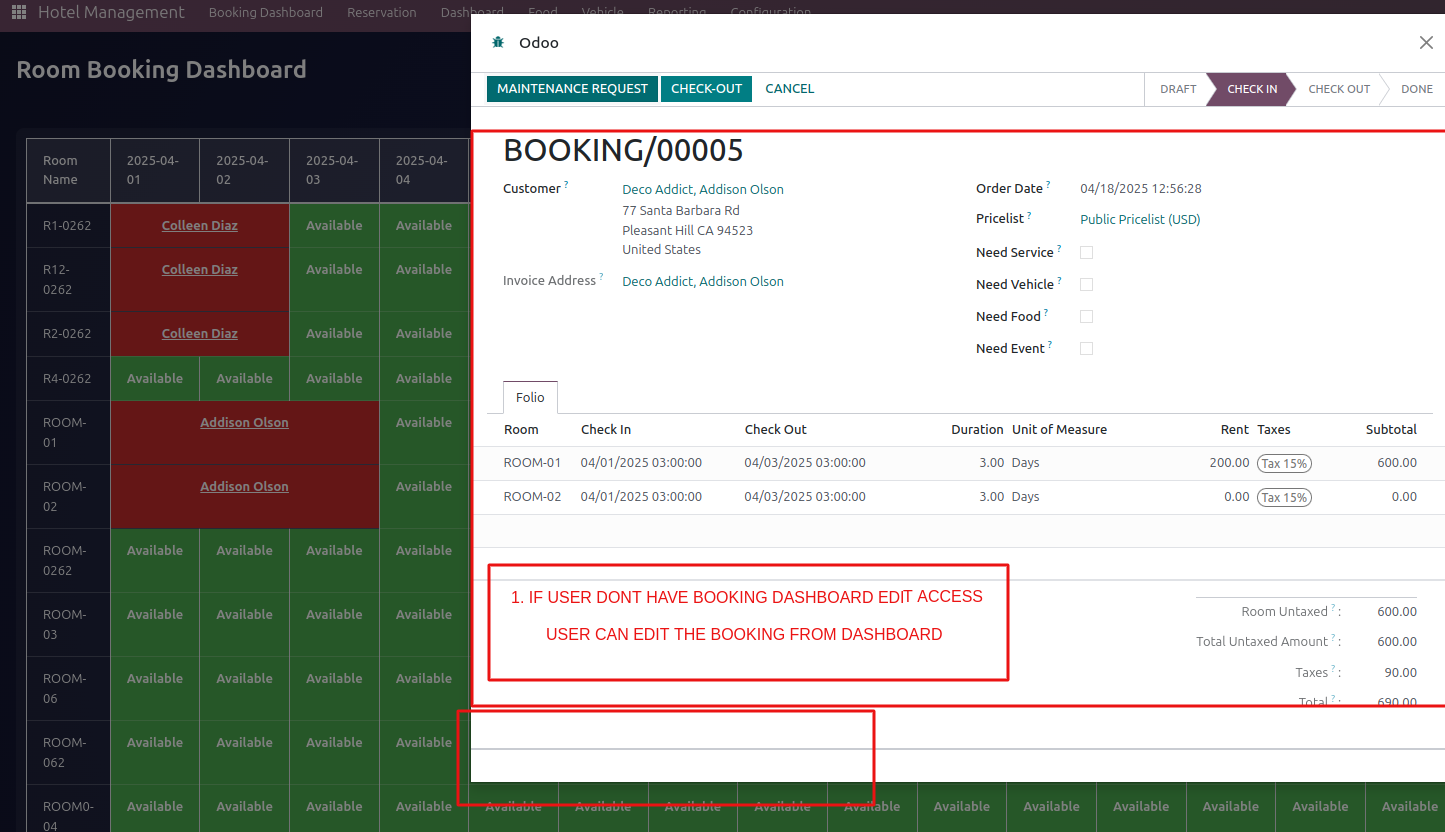 Hotel Management Booking Dashboard Reservation Dashboard Food Vehicle Reporting Configuration
Odoo
Room Booking Dashboard
MAINTENANCE REQUEST CHECK-OUT CANCEL DRAFT CHECK IN CHECK OUT DONE
BOOKING/00005
Customer ? Deco Addict, Addison Olson
77 Santa Barbara Rd
Pleasant Hill CA 94523
United States
Invoice Address ? Deco Addict, Addison Olson
Order Date ? 04/18/2025 12:56:28
Pricelist ? Public Pricelist (USD)
Need Service ?
Need Vehicle ?
Need Food ?
Need Event ?
Folio
Room Check In Check Out Duration Unit of Measure Rent Taxes Subtotal
ROOM-01 04/01/2025 03:00:00 04/03/2025 03:00:00 3.00 Days 200.00 Tax 15% 600.00
ROOM-02 04/01/2025 03:00:00 04/03/2025 03:00:00 3.00 Days 0.00 Tax 15% 0.00
1. IF USER DONT HAVE BOOKING DASHBOARD EDIT ACCESS
USER CAN EDIT THE BOOKING FROM DASHBOARD
Room Untaxed ? : 600.00
Total Untaxed Amount ? : 600.00
Taxes ? : 90.00
Total ? : 690.00
Room
Name
2025-04-
01
2025-04-
02
2025-04-
03
2025-04-
04
R1-0262 Colleen Diaz Available Available
R12-
0262
Colleen Diaz Available Available
R2-0262 Colleen Diaz Available Available
R4-0262 Available Available Available Available
ROOM-
01
Addison Olson Available
ROOM-
02
Addison Olson Available
ROOM-
0262
Available Available Available Available
ROOM-
03
Available Available Available Available
ROOM-
06
Available Available Available Available
ROOM-
062
Available Available Available Available
ROOM0-
04
Available Available Available Available Available Available Available Available Available Available Available Available Available Available Available